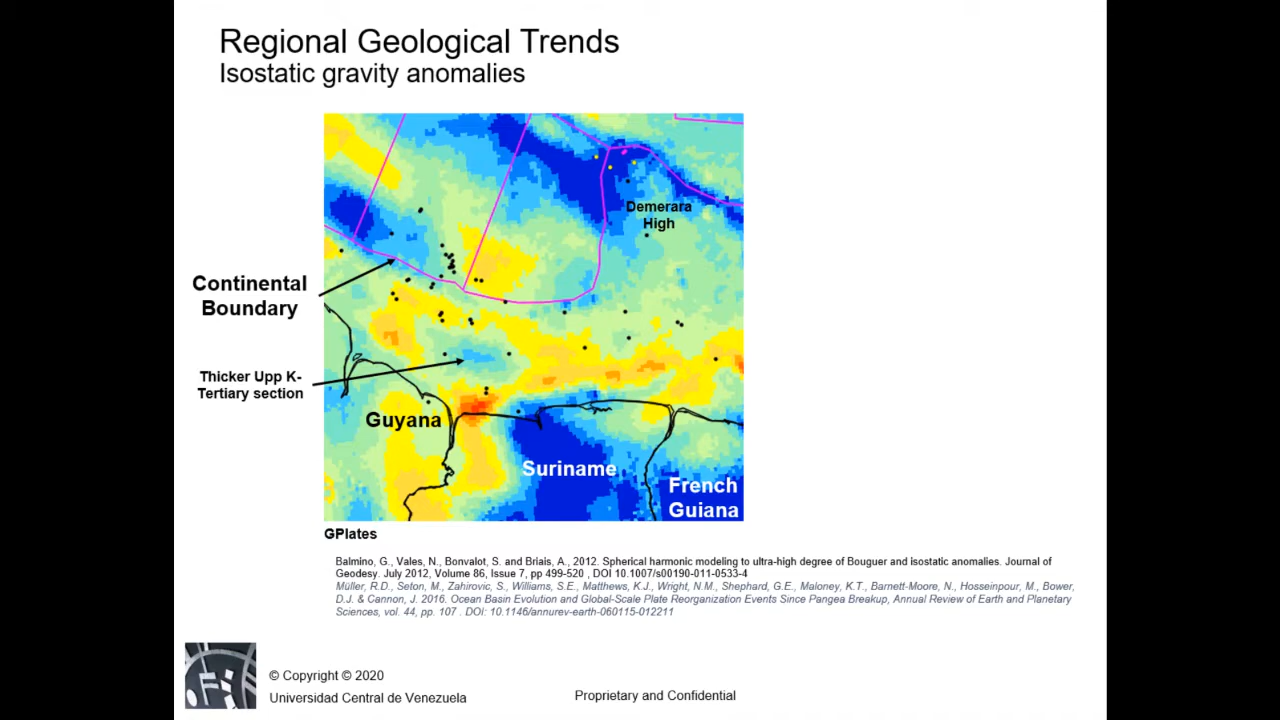 Regional Geological Trends
Isostatic gravity anomalies
Demerara
High
Continental
Boundary
Thicker Upp K-
Tertiary section
Guyana
Suriname
French
Guiana
GPlates
Balmino, G., Vales, N., Bonvalot, S. and Briais, A., 2012. Spherical harmonic modeling to ultra-high degree of Bouguer and isostatic anomalies. Journal of
Geodesy. July 2012, Volume 86, Issue 7, pp 499-520 , DOI 10.1007/s00190-011-0533-4
Müller, R.D., Seton, M., Zahirovic, S., Williams, S.E., Matthews, K.J., Wright, N.M., Shephard, G.E., Maloney, K.T., Barnett-Moore, N., Hosseinpour, M., Bower,
D.J. & Cannon, J. 2016. Ocean Basin Evolution and Global-Scale Plate Reorganization Events Since Pangea Breakup, Annual Review of Earth and Planetary
Sciences, vol. 44, pp. 107 . DOI: 10.1146/annurev-earth-060115-012211
© Copyright © 2020
Universidad Central de Venezuela
Proprietary and Confidential